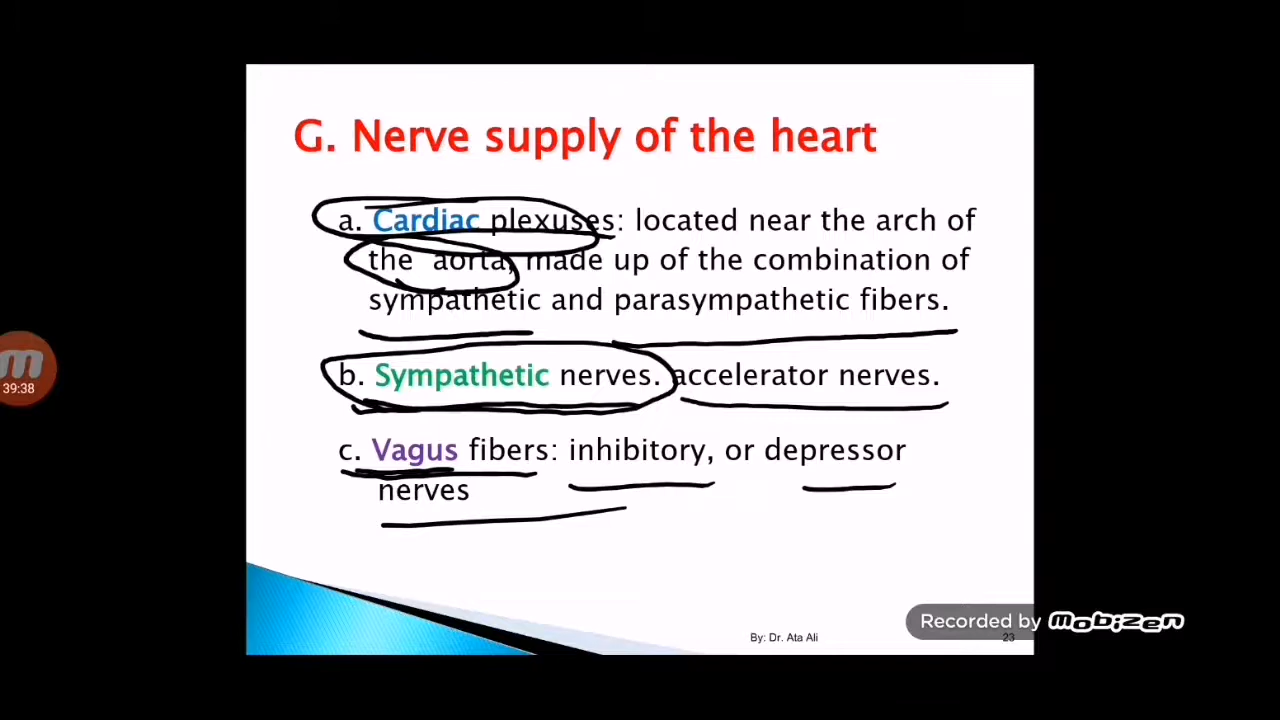 G. Nerve supply of the heart
a. Cardiac plexuses: located near the arch of
the aorta, made up of the combination of
sympathetic and parasympathetic fibers.
b. Sympathetic nerves. accelerator nerves.
c. Vagus fibers: inhibitory, or depressor
nerves
39:38
Recorded by mobizen
By: Dr. Ata Ali
23